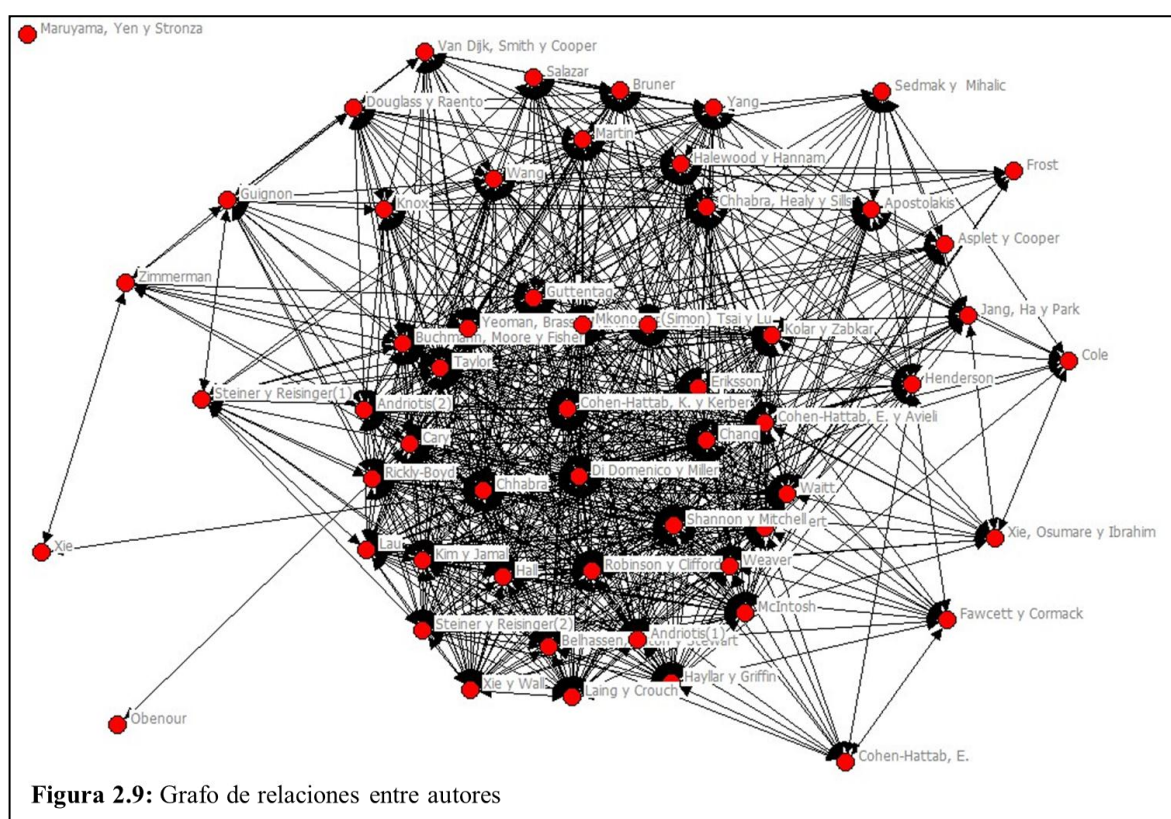 Maruyama, Yen y Stronza
Van Dijk, Smith y Cooper
Salazar
Bruner
Sedmak y Mihalic
Douglass y Raento
Yang
Martin
Halewood y Hannam
Frost
Wang
Guignon
Knox
Chhabra, Healy y Sills
Apostolakis
Asplet y Cooper
Zimmerman
Guttentag
Jang, Ha y Park
Yeoman, Brass
Mkono
(Simon) Tsai y Lu
Kolar y Zabkar
Buchmann, Moore y Fisher
Cole
Taylor
Eriksson
Henderson
Steiner y Reisinger(1)
Andriotis(2)
Cohen-Hattab, K. y Kerber
Cohen-Hattab, E. y Avieli
Cary
Chang
Rickly-Boyd
Di Domenico y Miller
Chhabra
Waitt
Shannon y Mitchell
ert
Xie, Osumare y Ibrahim
Xie
Lau
Kim y Jamal
Hall
Robinson y Clifford
Weaver
McIntosh
Fawcett y Cormack
Steiner y Reisinger(2)
Belhassen,
ton y Stewart
Andriotis(1)
Hayllar y Griffin
Xie y Wall
Laing y Crouch
Obenour
Cohen-Hattab, E.
Figura 2.9: Grafo de relaciones entre autores